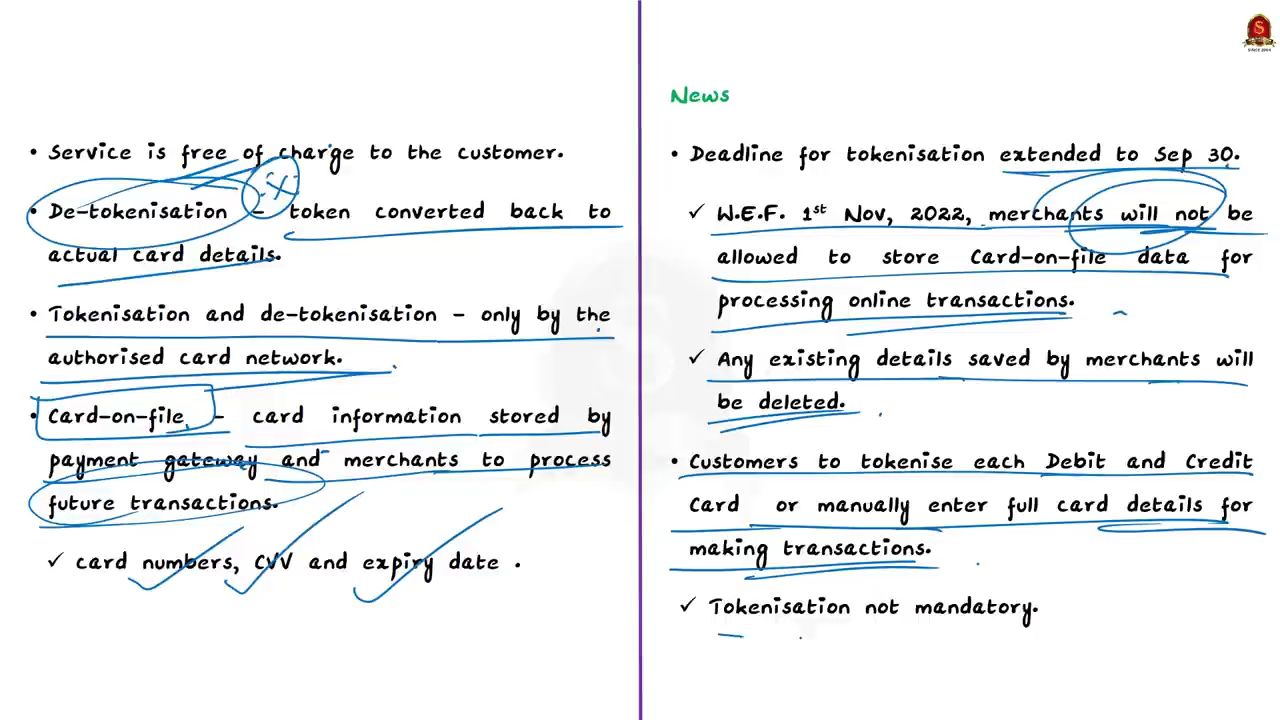 • Service is free of charge to the customer.
• De-tokenisation - token converted back to
actual card details.
• Tokenisation and de-tokenisation - only by the
authorised card network.
• Card-on-file - card information stored by
payment gateway and merchants to process
future transactions.
✓ card numbers, CVV and expiry date .
S
SINCE 2004
News
• Deadline for tokenisation extended to Sep 30.
✓ W.E.F. 1st Nov, 2022, merchants will not be
allowed to store Card-on-file data for
processing online transactions.
✓ Any existing details saved by merchants will
be deleted.
• Customers to tokenise each Debit and Credit
Card or manually enter full card details for
making transactions.
✓ Tokenisation not mandatory.